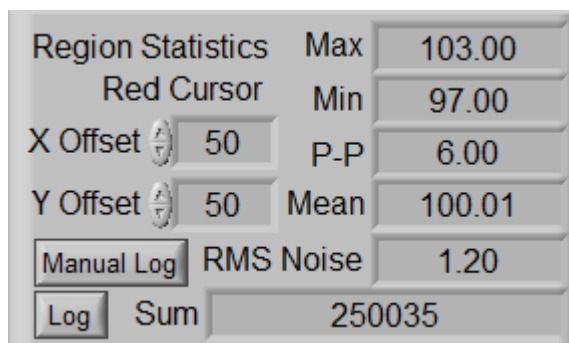 Region Statistics Max 103.00
Red Cursor Min 97.00
X Offset 50 P-P 6.00
Y Offset 50 Mean 100.01
Manual Log RMS Noise 1.20
Log Sum 250035